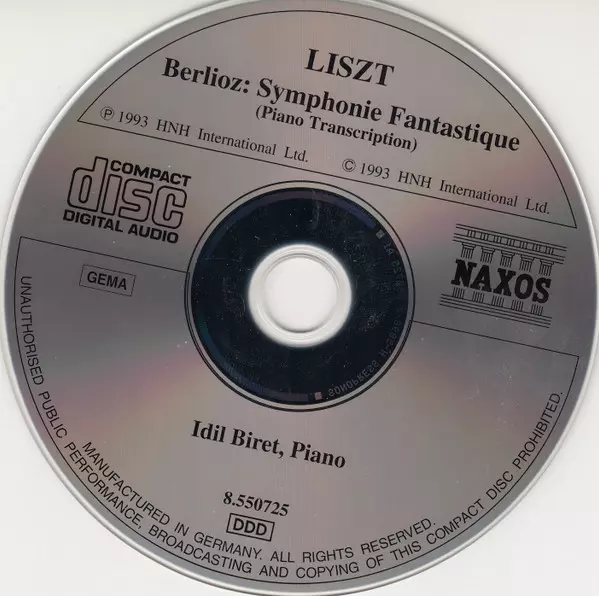 LISZT
Berlioz: Symphonie Fantastique
(Piano Transcription)
℗ 1993 HNH International Ltd. © 1993 HNH International Ltd.
COMPACT
disc
DIGITAL AUDIO
NAXOS
GEMA
Idil Biret, Piano
8.550725
DDD
UNAUTHORISED PUBLIC PERFORMANCE, BROADCASTING AND COPYING OF THIS COMPACT DISC PROHIBITED.
MANUFACTURED IN GERMANY. ALL RIGHTS RESERVED.